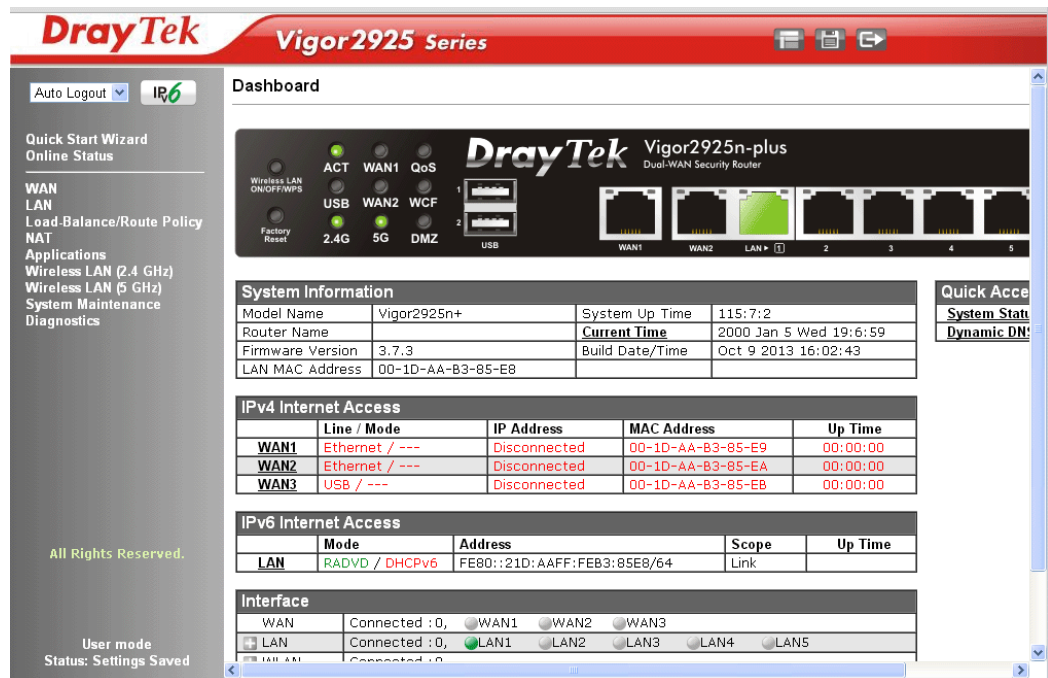 DrayTek Vigor2925 Series
Auto Logout IPv6
Dashboard
Quick Start Wizard
Online Status
WAN
LAN
Load-Balance/Route Policy
NAT
Applications
Wireless LAN (2.4 GHz)
Wireless LAN (5 GHz)
System Maintenance
Diagnostics
All Rights Reserved.
User mode
Status: Settings Saved
DrayTek Vigor2925n-plus
Dual-WAN Security Router
Wireless LAN
ON/OFF/WPS
Factory
Reset
ACT WAN1 QoS
USB WAN2 WCF
2.4G 5G DMZ
1
2
USB
WAN1 WAN2 LAN 1 2 3 4 5
System Information
Model Name Vigor2925n+ System Up Time 115:7:2
Router Name Current Time 2000 Jan 5 Wed 19:6:59
Firmware Version 3.7.3 Build Date/Time Oct 9 2013 16:02:43
LAN MAC Address 00-1D-AA-B3-85-E8
Quick Acce
System Statu
Dynamic DNS
IPv4 Internet Access
Line / Mode IP Address MAC Address Up Time
WAN1 Ethernet / --- Disconnected 00-1D-AA-B3-85-E9 00:00:00
WAN2 Ethernet / --- Disconnected 00-1D-AA-B3-85-EA 00:00:00
WAN3 USB / --- Disconnected 00-1D-AA-B3-85-EB 00:00:00
IPv6 Internet Access
Mode Address Scope Up Time
LAN RADVD / DHCPv6 FE80::21D:AAFF:FEB3:85E8/64 Link
Interface
WAN Connected :0, WAN1 WAN2 WAN3
LAN Connected :0, LAN1 LAN2 LAN3 LAN4 LAN5